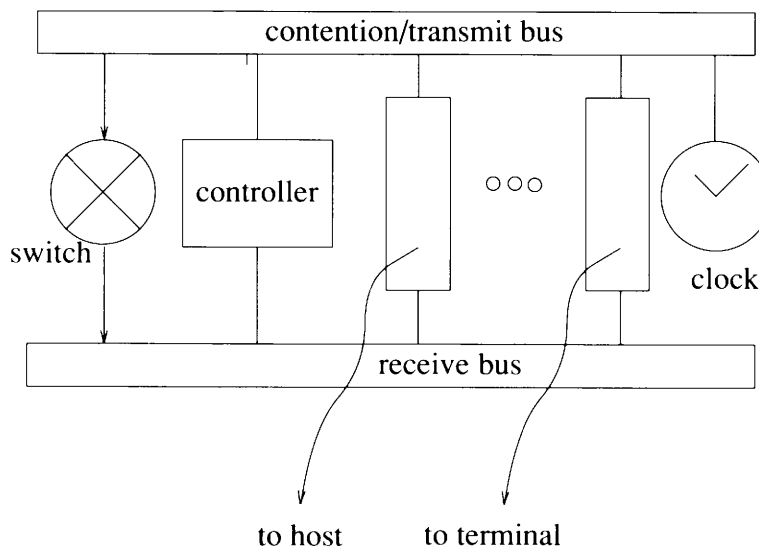 contention/transmit bus
controller
switch
clock
receive bus
to host
to terminal